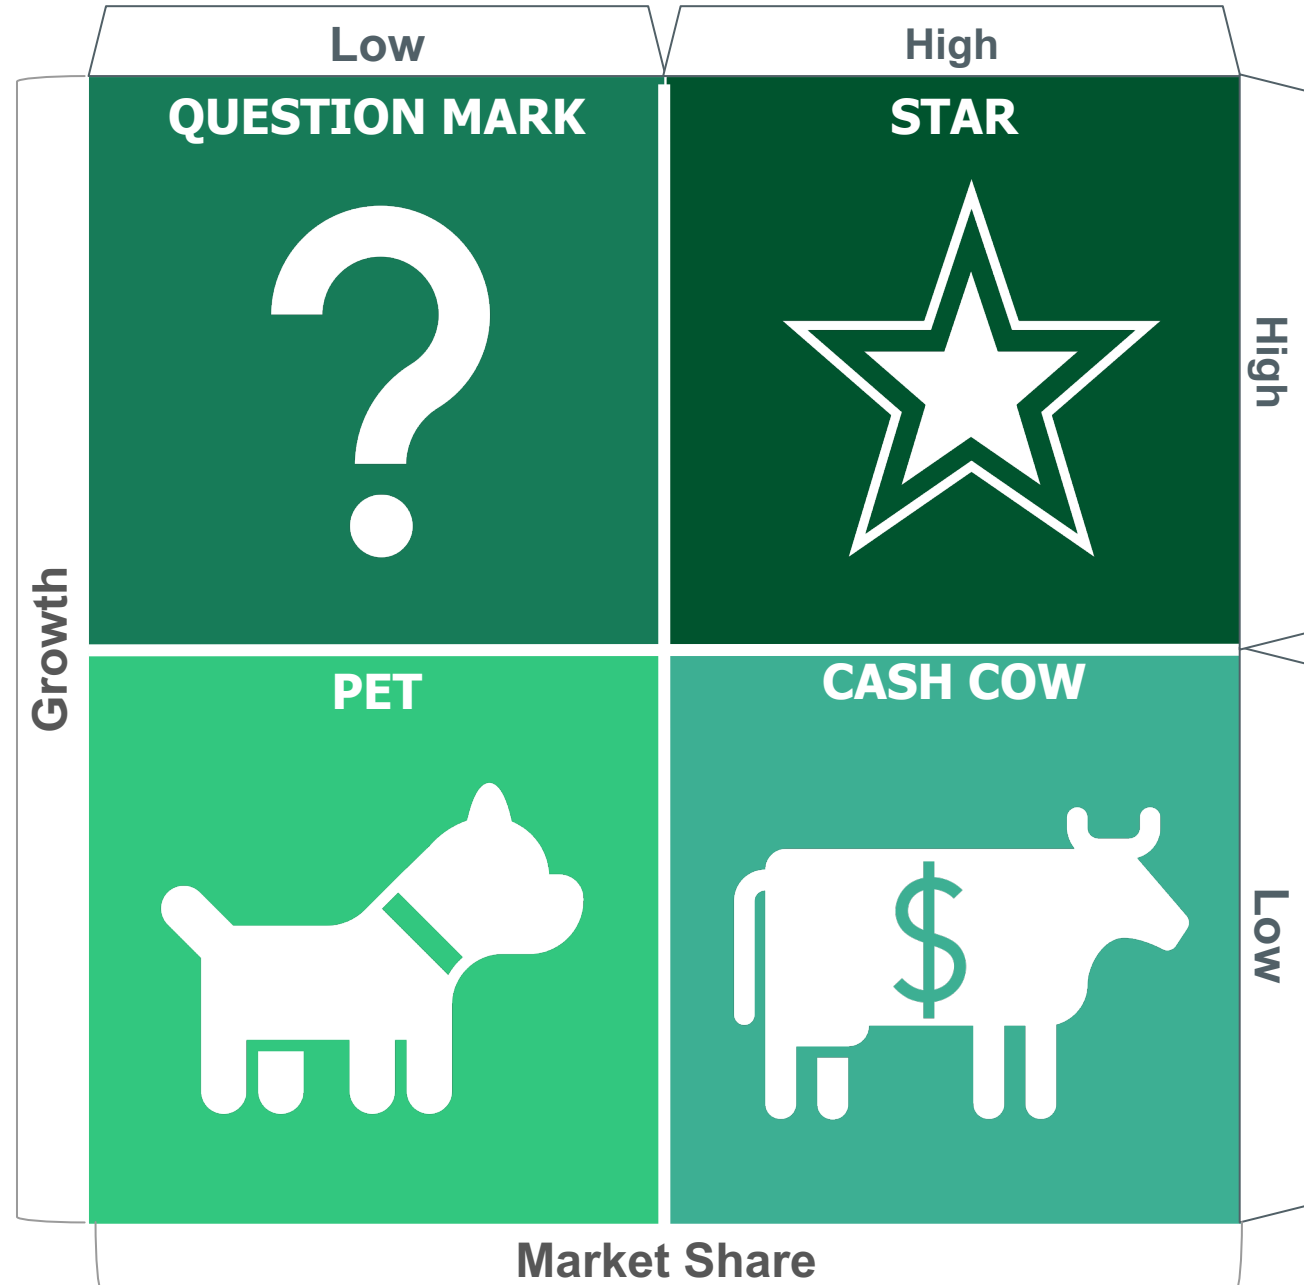 Low
High
QUESTION MARK
STAR
High
Growth
PET
CASH COW
$
Low
Market Share